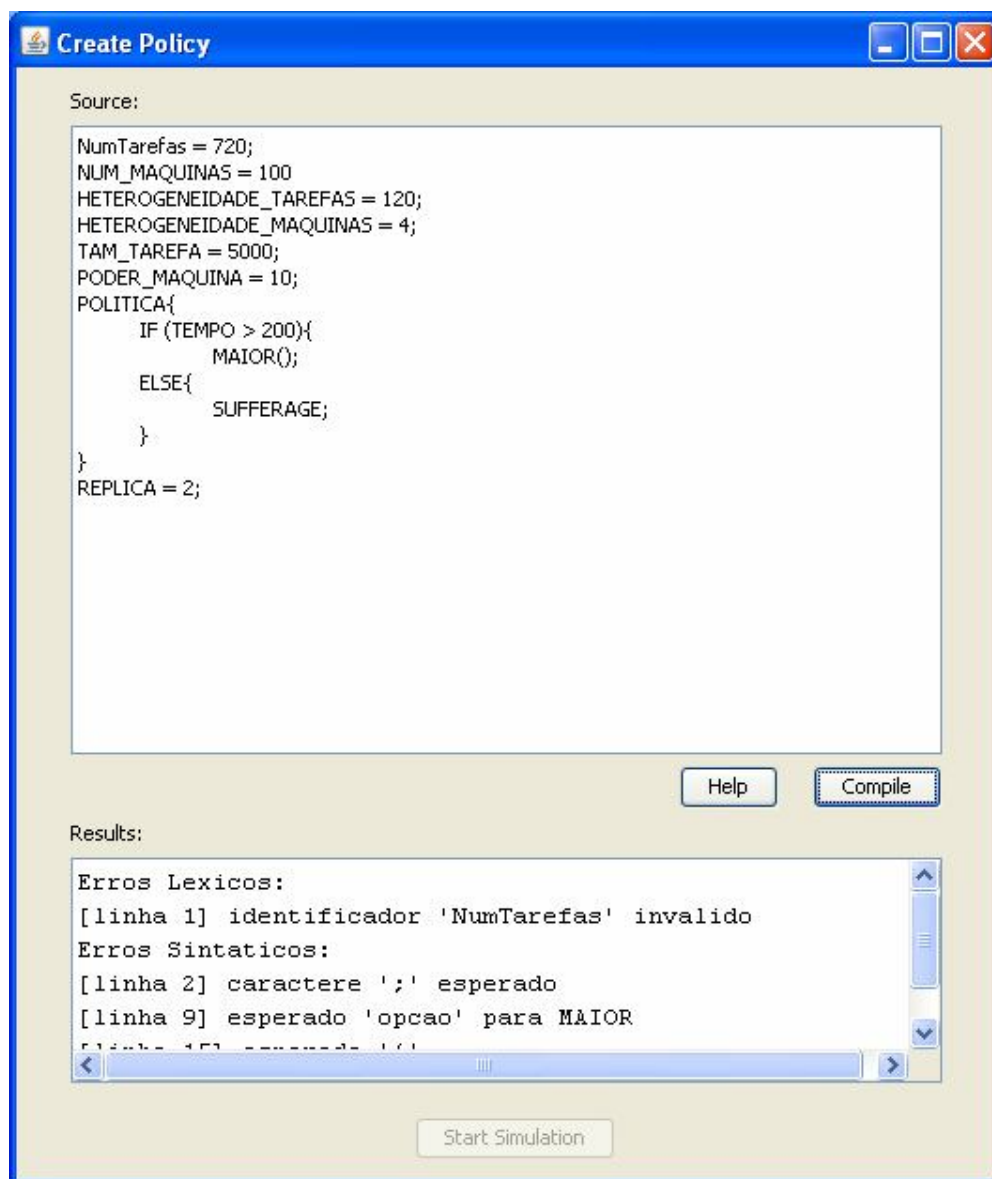 Create Policy
Source:
NumTarefas = 720;
NUM_MAQUINAS = 100
HETEROGENEIDADE_TAREFAS = 120;
HETEROGENEIDADE_MAQUINAS = 4;
TAM_TAREFA = 5000;
PODER_MAQUINA = 10;
POLITICA{
IF (TEMPO > 200){
MAIOR();
ELSE{
SUFFERAGE;
}
}
REPLICA = 2;
Help Compile
Results:
Erros Lexicos:
[linha 1] identificador 'NumTarefas' invalido
Erros Sintaticos:
[linha 2] caractere ';' esperado
[linha 9] esperado 'opcao' para MAIOR
Start Simulation